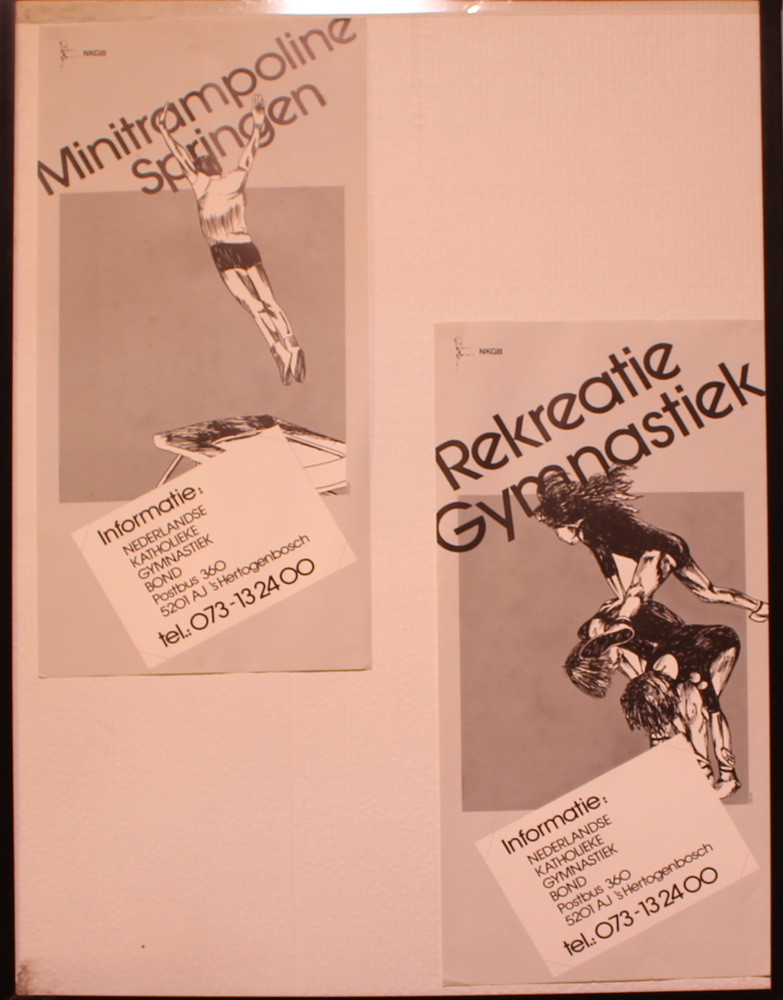 NKGB
Minitrampoline
Springen
Informatie:
NEDERLANDSE
KATHOLIEKE
GYMNASTIEK
BOND
Postbus 360
5201 AJ 's Hertogenbosch
tel.: 073-132400
NKGB
Rekreatie
Gymnastiek
Informatie:
NEDERLANDSE
KATHOLIEKE
GYMNASTIEK
BOND
Postbus 360
5201 AJ 's Hertogenbosch
tel.: 073-132400